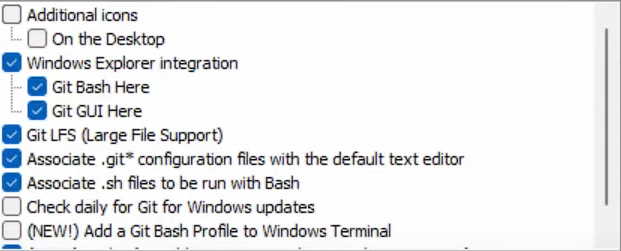 Additional icons
On the Desktop
Windows Explorer integration
Git Bash Here
Git GUI Here
Git LFS (Large File Support)
Associate .git* configuration files with the default text editor
Associate .sh files to be run with Bash
Check daily for Git for Windows updates
(NEW!) Add a Git Bash Profile to Windows Terminal